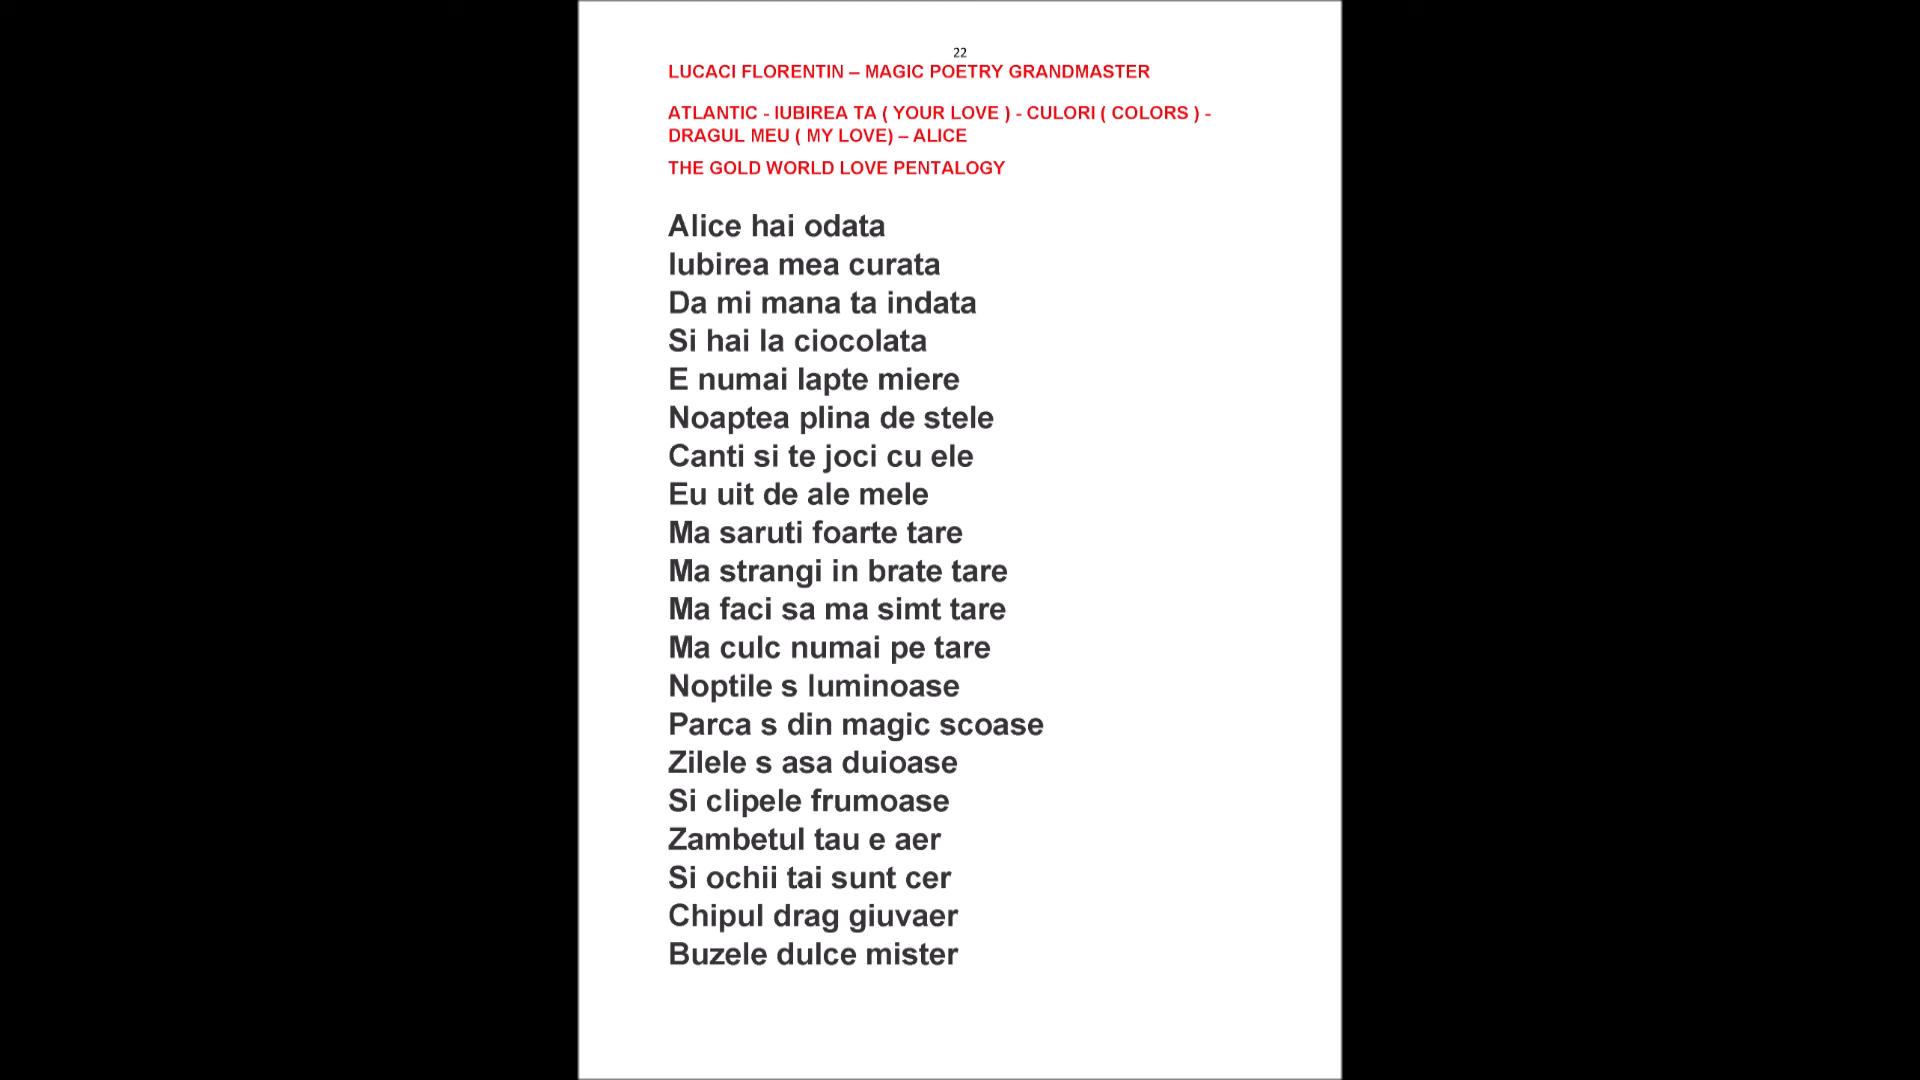 22
LUCACI FLORENTIN – MAGIC POETRY GRANDMASTER
ATLANTIC - IUBIREA TA ( YOUR LOVE ) - CULORI ( COLORS ) -
DRAGUL MEU ( MY LOVE) – ALICE
THE GOLD WORLD LOVE PENTALOGY
Alice hai odata
Iubirea mea curata
Da mi mana ta indata
Si hai la ciocolata
E numai lapte miere
Noaptea plina de stele
Canti si te joci cu ele
Eu uit de ale mele
Ma saruti foarte tare
Ma strangi in brate tare
Ma faci sa ma simt tare
Ma culc numai pe tare
Noptile s luminoase
Parca s din magic scoase
Zilele s asa duioase
Si clipele frumoase
Zambetul tau e aer
Si ochii tai sunt cer
Chipul drag giuvaer
Buzele dulce mister